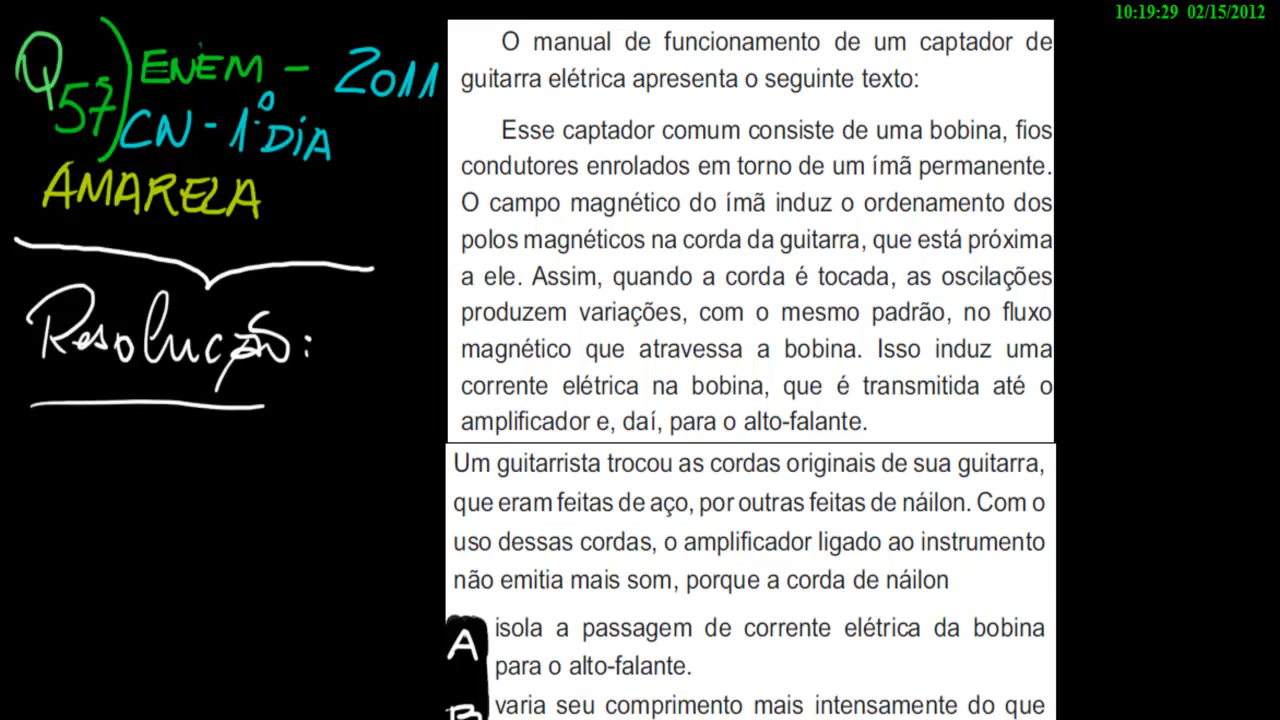 10:19:29 02/15/2012
Q57) ENEM - 2011
CN - 1º DIA
AMARELA
Resolução:
O manual de funcionamento de um captador de
guitarra elétrica apresenta o seguinte texto:
Esse captador comum consiste de uma bobina, fios
condutores enrolados em torno de um ímã permanente.
O campo magnético do ímã induz o ordenamento dos
polos magnéticos na corda da guitarra, que está próxima
a ele. Assim, quando a corda é tocada, as oscilações
produzem variações, com o mesmo padrão, no fluxo
magnético que atravessa a bobina. Isso induz uma
corrente elétrica na bobina, que é transmitida até o
amplificador e, daí, para o alto-falante.
Um guitarrista trocou as cordas originais de sua guitarra,
que eram feitas de aço, por outras feitas de náilon. Com o
uso dessas cordas, o amplificador ligado ao instrumento
não emitia mais som, porque a corda de náilon
A isola a passagem de corrente elétrica da bobina
para o alto-falante.
B varia seu comprimento mais intensamente do que